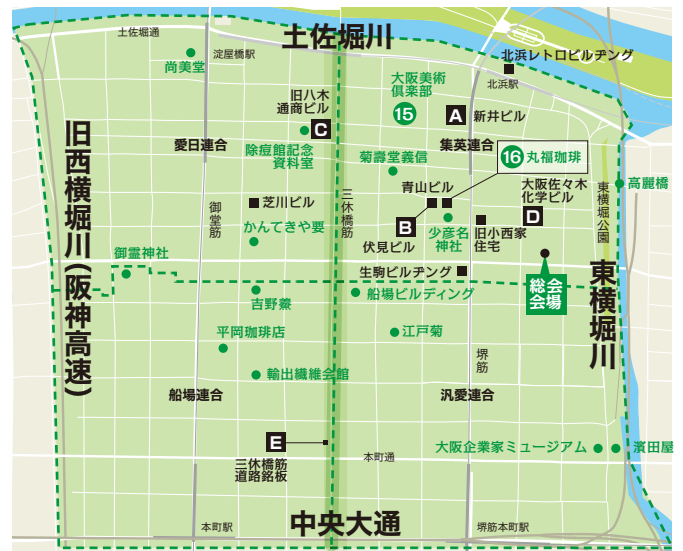 土佐堀通
土佐堀川
淀屋橋駅
尚美堂
北浜レトロビルヂング
北浜駅
大阪美術
倶楽部
15
旧八木
通商ビル
C
A
新井ビル
旧西横堀川(阪神高速)
愛日連合
除痘館記念
資料室
菊壽堂義信
集英連合
16 丸福珈琲
高麗橋
御堂筋
芝川ビル
三休橋筋
青山ビル
大阪佐々木
化学ビル
D
東横堀公園
かんてきや要
B
伏見ビル
少彦名
神社
旧小西家
住宅
御霊神社
生駒ビルヂング
総会
会場
東横堀川
吉野鯗
船場ビルディング
平岡珈琲店
江戸菊
堺筋
輸出繊維会館
船場連合
汎愛連合
E
三休橋筋
道路銘板
本町通
大阪企業家ミュージアム
濱田屋
本町駅
中央大通
堺筋本町駅